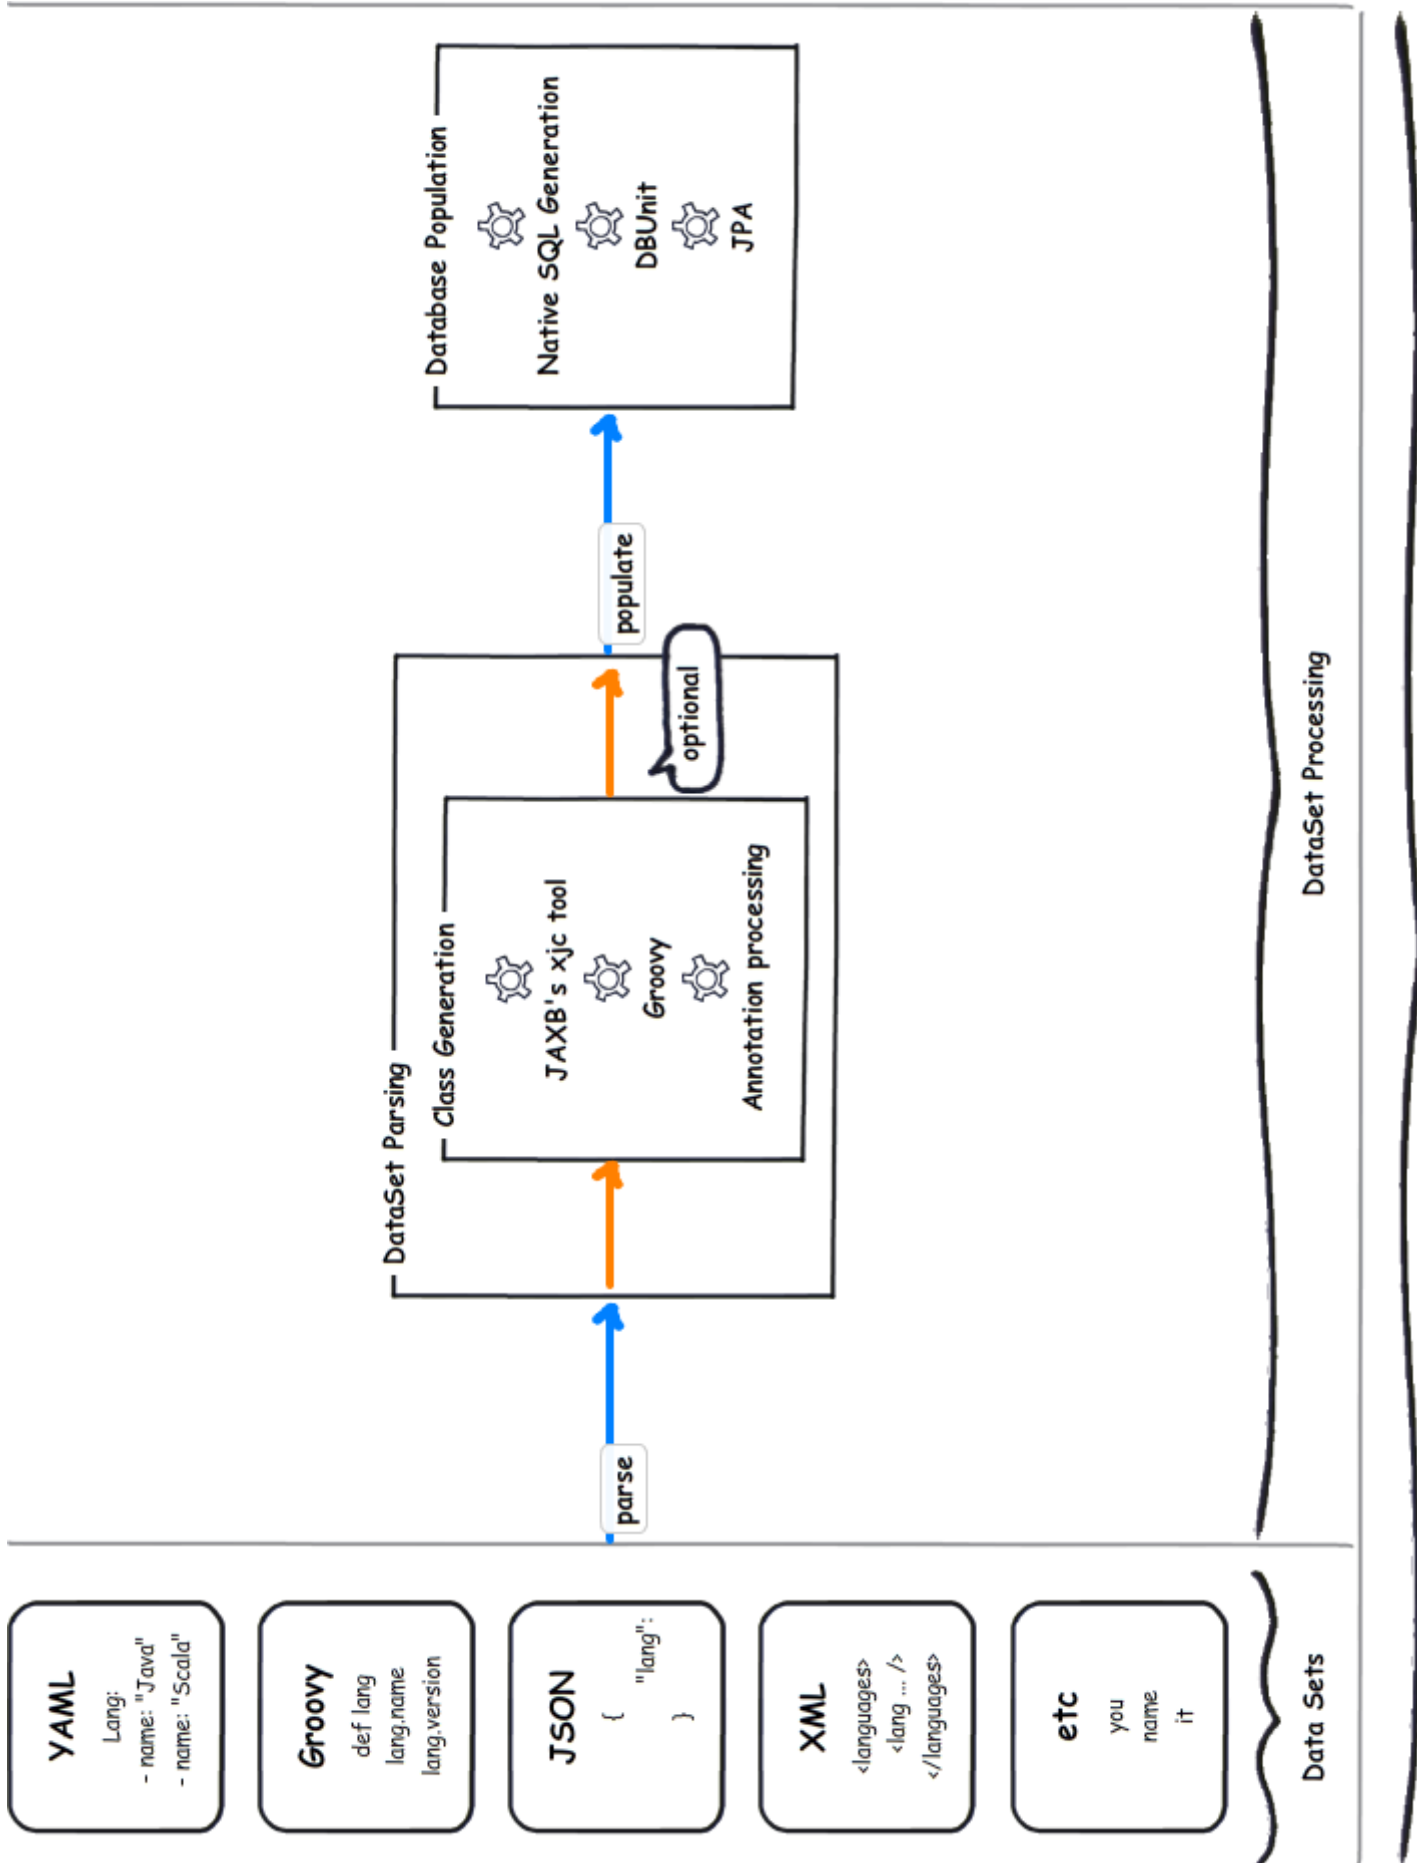 YAML
Lang:
- name: "Java"
- name: "Scala"
Groovy
def lang
lang.name
lang.version
JSON
{
"lang":
}
XML
<languages>
<lang ... />
</languages>
etc
you
name
it
Data Sets
parse
DataSet Parsing
Class Generation
JAXB's xjc tool
Groovy
Annotation processing
optional
populate
Database Population
Native SQL Generation
DBUnit
JPA
DataSet Processing